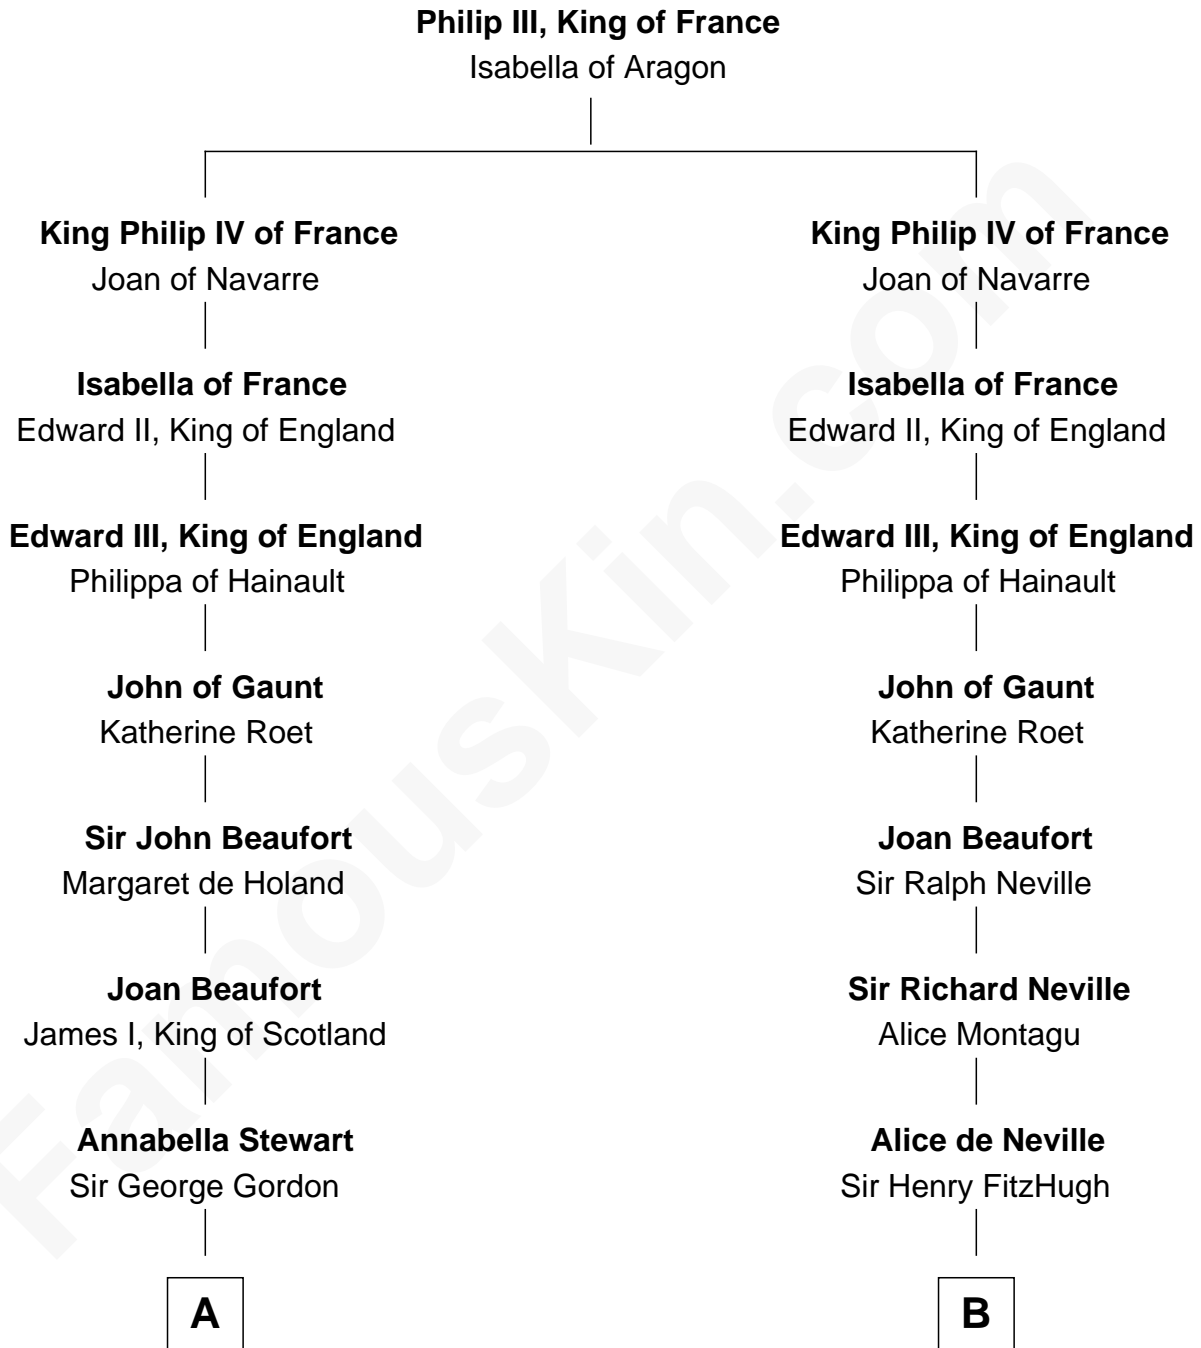 Philip III, King of France
Isabella of Aragon
King Philip IV of France
Joan of Navarre
Isabella of France
Edward II, King of England
Edward III, King of England
Philippa of Hainault
John of Gaunt
Katherine Roet
Sir John Beaufort
Margaret de Holand
Joan Beaufort
James I, King of Scotland
Annabella Stewart
Sir George Gordon
A
King Philip IV of France
Joan of Navarre
Isabella of France
Edward II, King of England
Edward III, King of England
Philippa of Hainault
John of Gaunt
Katherine Roet
Joan Beaufort
Sir Ralph Neville
Sir Richard Neville
Alice Montagu
Alice de Neville
Sir Henry FitzHugh
B
FamousKin.com